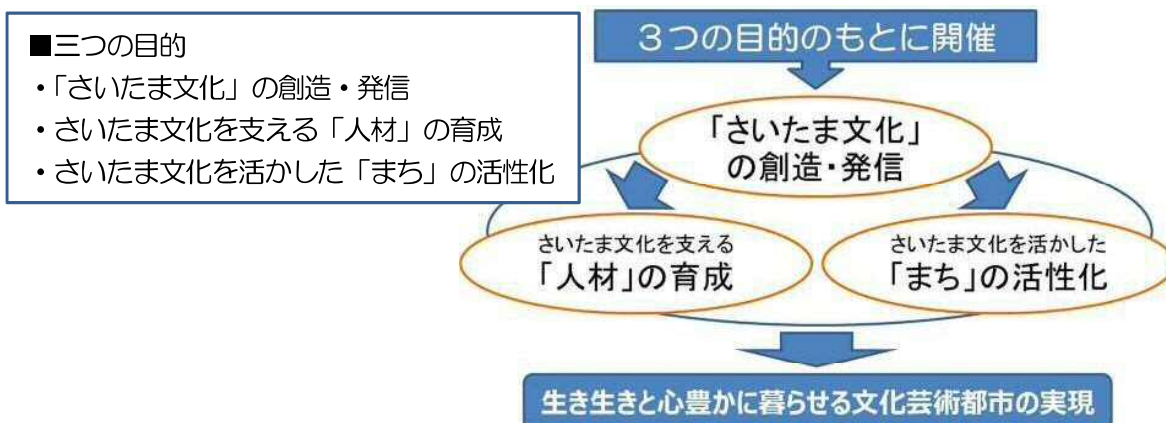 ■三つの目的
・「さいたま文化」の創造・発信
・さいたま文化を支える「人材」の育成
・さいたま文化を活かした「まち」の活性化
３つの目的のもとに開催
「さいたま文化」
の創造・発信
さいたま文化を支える
「人材」の育成
さいたま文化を活かした
「まち」の活性化
生き生きと心豊かに暮らせる文化芸術都市の実現